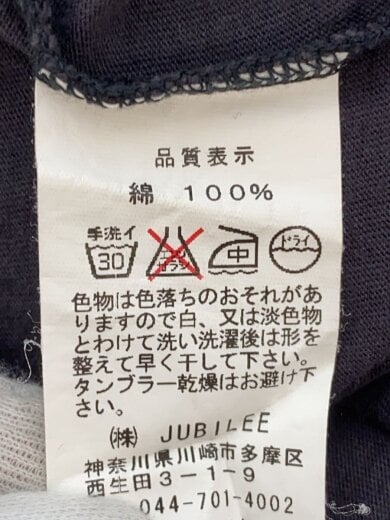 品質表示
綿 100%
手洗イ
30 エンソサラシ 中 ドライ
色物は色落ちのおそれがあ
りますので白、又は淡色物
とわけて洗い洗濯後は形を
整えて早く干して下さい。
タンブラー乾燥はお避け下
さい。
㈱ JUBILEE
神奈川県川崎市多摩区
西生田3-1-9
044-701-4002